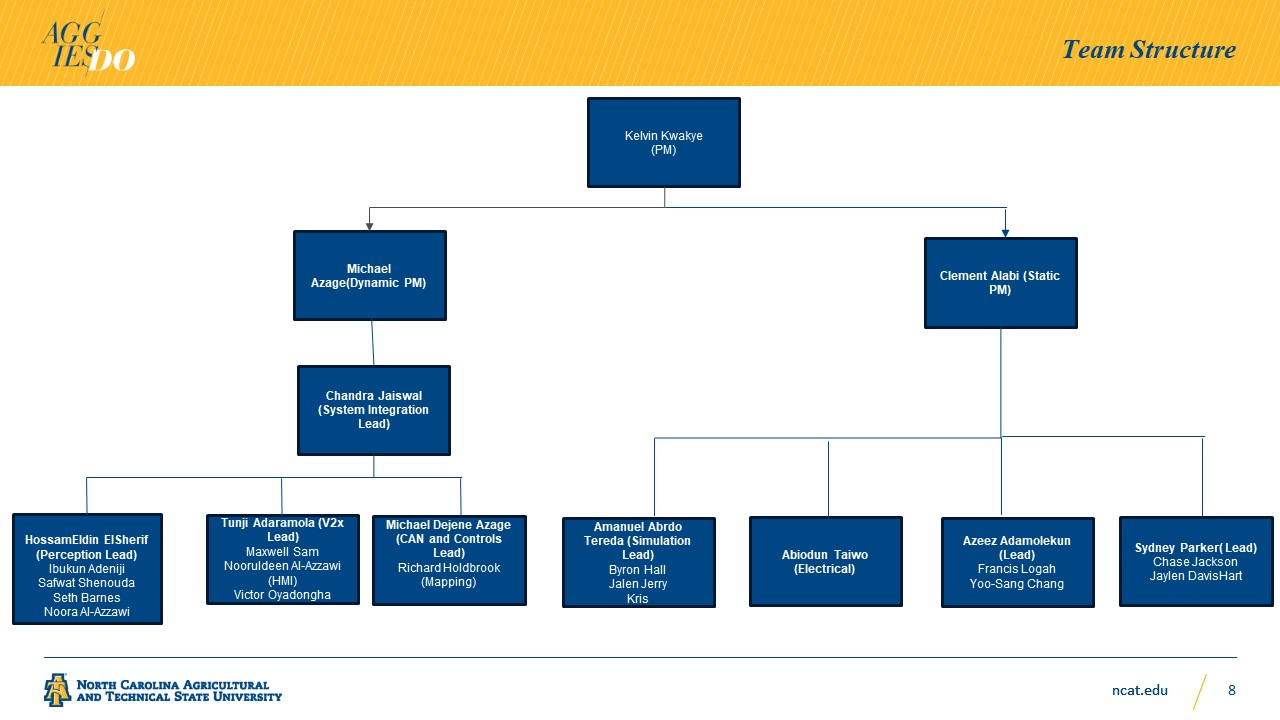 AGG
IES DO
Team Structure
Kelvin Kwakye
(PM)
Michael
Azage(Dynamic PM)
Clement Alabi (Static
PM)
Chandra Jaiswal
(System Integration
Lead)
HossamEldin ElSherif
(Perception Lead)
Ibukun Adeniji
Safwat Shenouda
Seth Barnes
Noora Al-Azzawi
Tunji Adaramola (V2x
Lead)
Maxwell Sam
Nooruldeen Al-Azzawi
(HMI)
Victor Oyadongha
Michael Dejene Azage
(CAN and Controls
Lead)
Richard Holdbrook
(Mapping)
Amanuel Abrdo
Tereda (Simulation
Lead)
Byron Hall
Jalen Jerry
Kris
Abiodun Taiwo
(Electrical)
Azeez Adamolekun
(Lead)
Francis Logah
Yoo-Sang Chang
Sydney Parker( Lead)
Chase Jackson
Jaylen DavisHart
North Carolina Agricultural
and Technical State University
ncat.edu
8